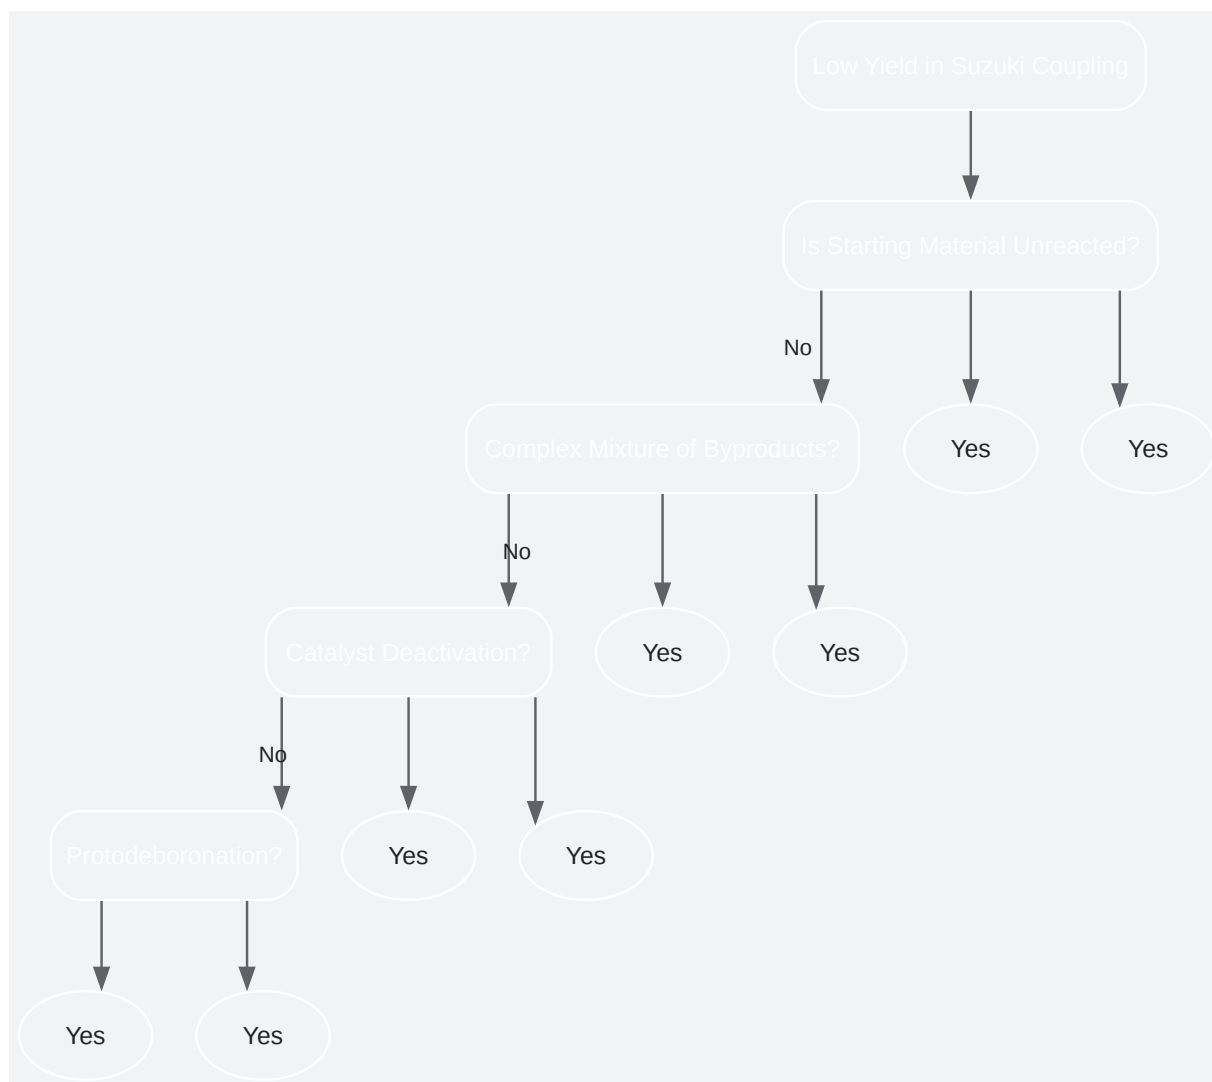 Low Yield in Suzuki Coupling
Is Starting Material Unreacted?
No
Complex Mixture of Byproducts?
Yes
Yes
No
Catalyst Deactivation?
Yes
Yes
No
Protodeboronation?
Yes
Yes
Yes
Yes